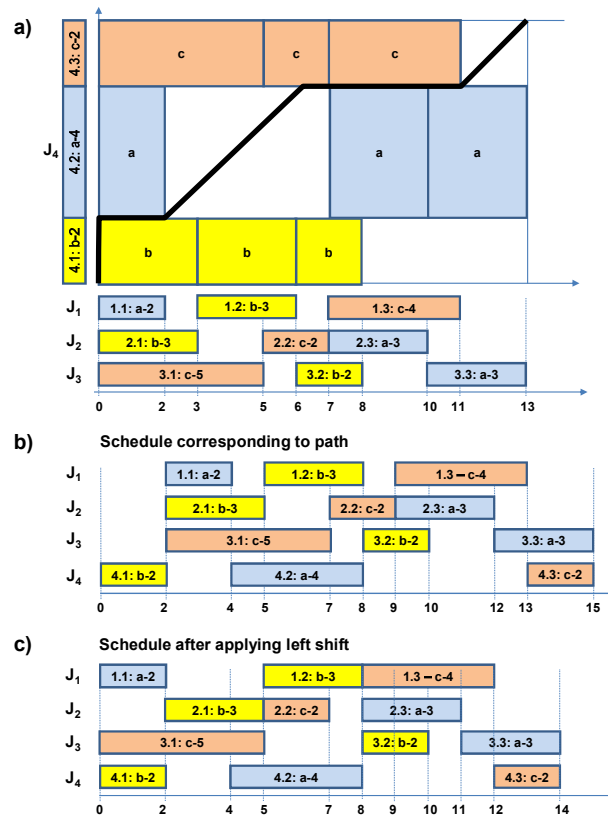 a)
4.3: c-2
c
c
c
J4
4.2: a-4
a
a
a
4.1: b-2
b
b
b
J1
1.1: a-2
1.2: b-3
1.3: c-4
J2
2.1: b-3
2.2: c-2
2.3: a-3
J3
3.1: c-5
3.2: b-2
3.3: a-3
0 2 3 5 6 7 8 10 11 13
b) Schedule corresponding to path
J1
1.1: a-2
1.2: b-3
1.3 – c-4
J2
2.1: b-3
2.2: c-2
2.3: a-3
J3
3.1: c-5
3.2: b-2
3.3: a-3
J4
4.1: b-2
4.2: a-4
4.3: c-2
0 2 4 5 7 8 9 10 12 13 15
c) Schedule after applying left shift
J1
1.1: a-2
1.2: b-3
1.3 – c-4
J2
2.1: b-3
2.2: c-2
2.3: a-3
J3
3.1: c-5
3.2: b-2
3.3: a-3
J4
4.1: b-2
4.2: a-4
4.3: c-2
0 2 4 5 7 8 9 10 11 12 14